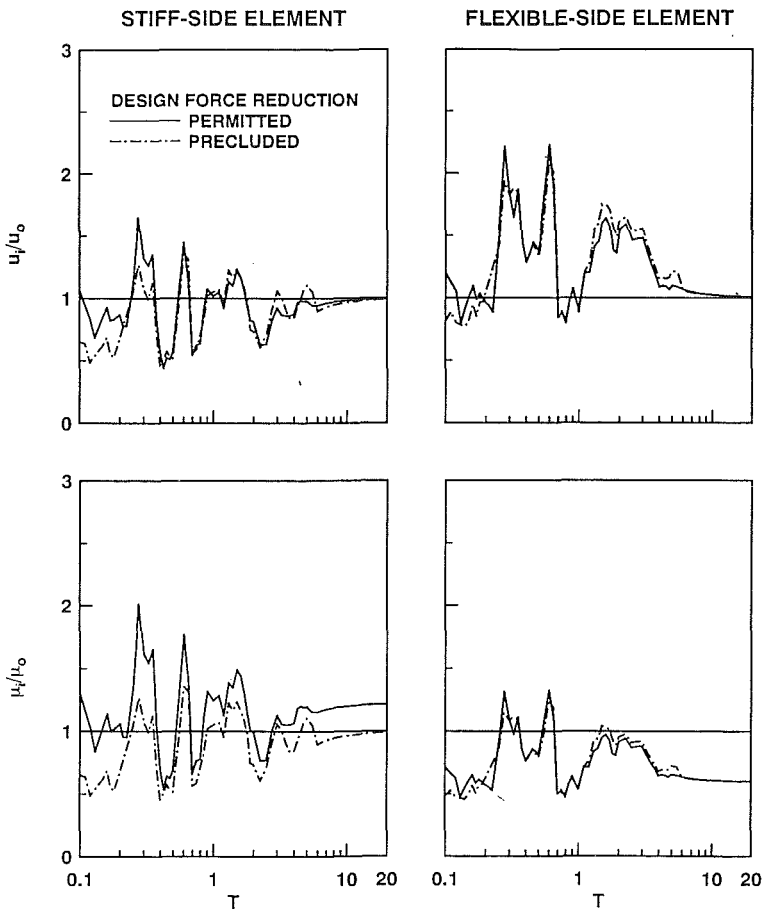 STIFF-SIDE ELEMENT
FLEXIBLE-SIDE ELEMENT
3
DESIGN FORCE REDUCTION
PERMITTED
PRECLUDED
2
uᵢ/uₒ
1
0
3
2
μᵢ/μₒ
1
0
0.1 1 10 20
T
0.1 1 10 20
T